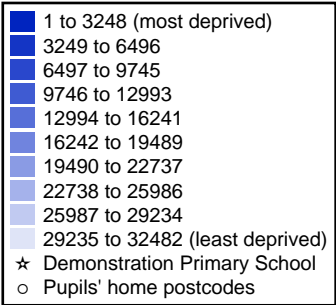 1 to 3248 (most deprived)
3249 to 6496
6497 to 9745
9746 to 12993
12994 to 16241
16242 to 19489
19490 to 22737
22738 to 25986
25987 to 29234
29235 to 32482 (least deprived)
Demonstration Primary School
Pupils' home postcodes